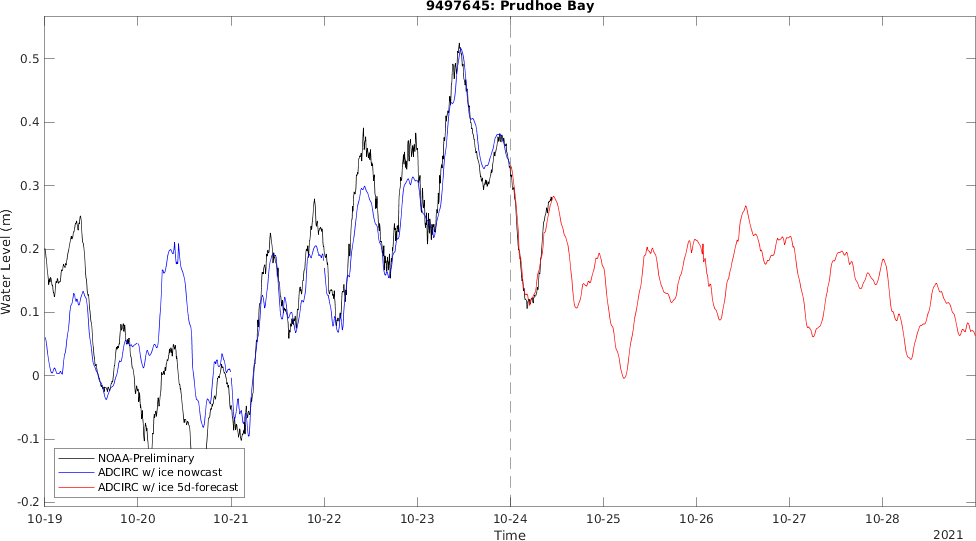 9497645: Prudhoe Bay
Water Level (m)
0.5
0.4
0.3
0.2
0.1
0
-0.1
-0.2
NOAA-Preliminary
ADCIRC w/ ice nowcast
ADCIRC w/ ice 5d-forecast
10-19 10-20 10-21 10-22 10-23 10-24 10-25 10-26 10-27 10-28
Time
2021